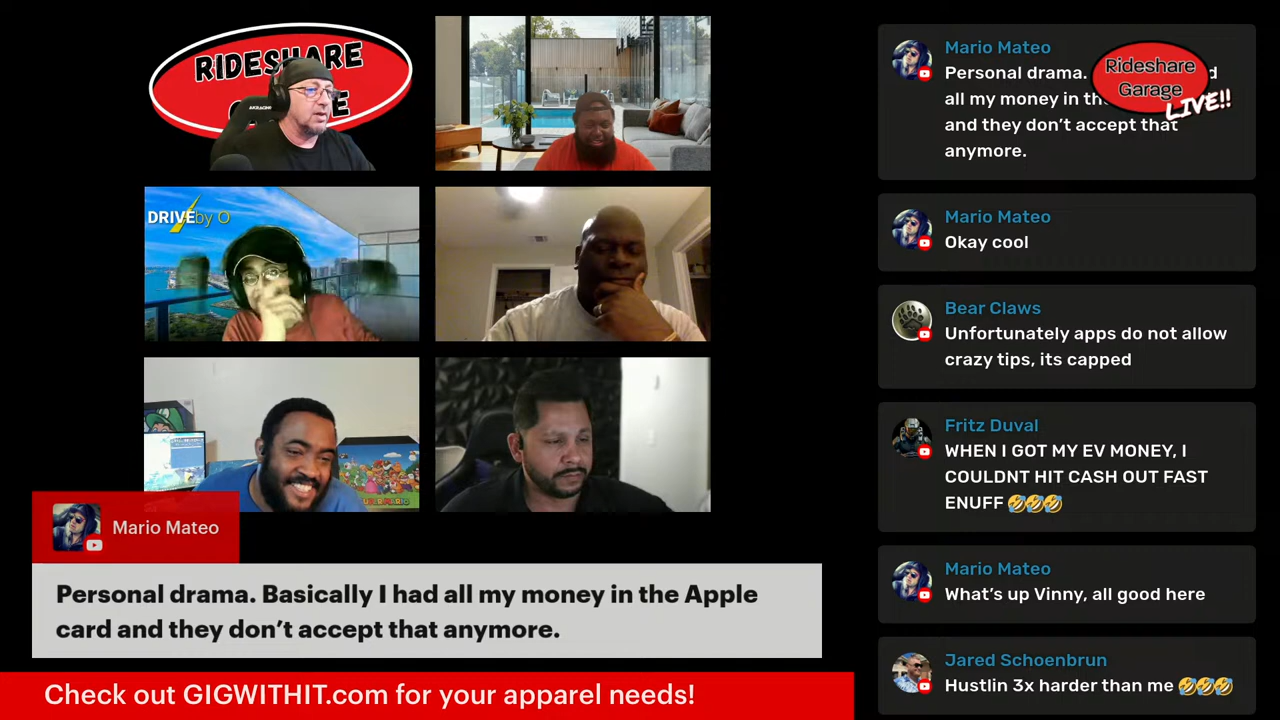 RIDESHARE
DRIVE by O
Mario Mateo
Personal drama. Basically I had all my money in the Apple
card and they don’t accept that anymore.
Check out GIGWITHIT.com for your apparel needs!
Mario Mateo
Personal drama.
all my money in the
and they don’t accept that
anymore.
Rideshare
Garage
LIVE!!
Mario Mateo
Okay cool
Bear Claws
Unfortunately apps do not allow
crazy tips, its capped
Fritz Duval
WHEN I GOT MY EV MONEY, I
COULDNT HIT CASH OUT FAST
ENUFF 🤣🤣🤣
Mario Mateo
What’s up Vinny, all good here
Jared Schoenbrun
Hustlin 3x harder than me 🤣🤣🤣